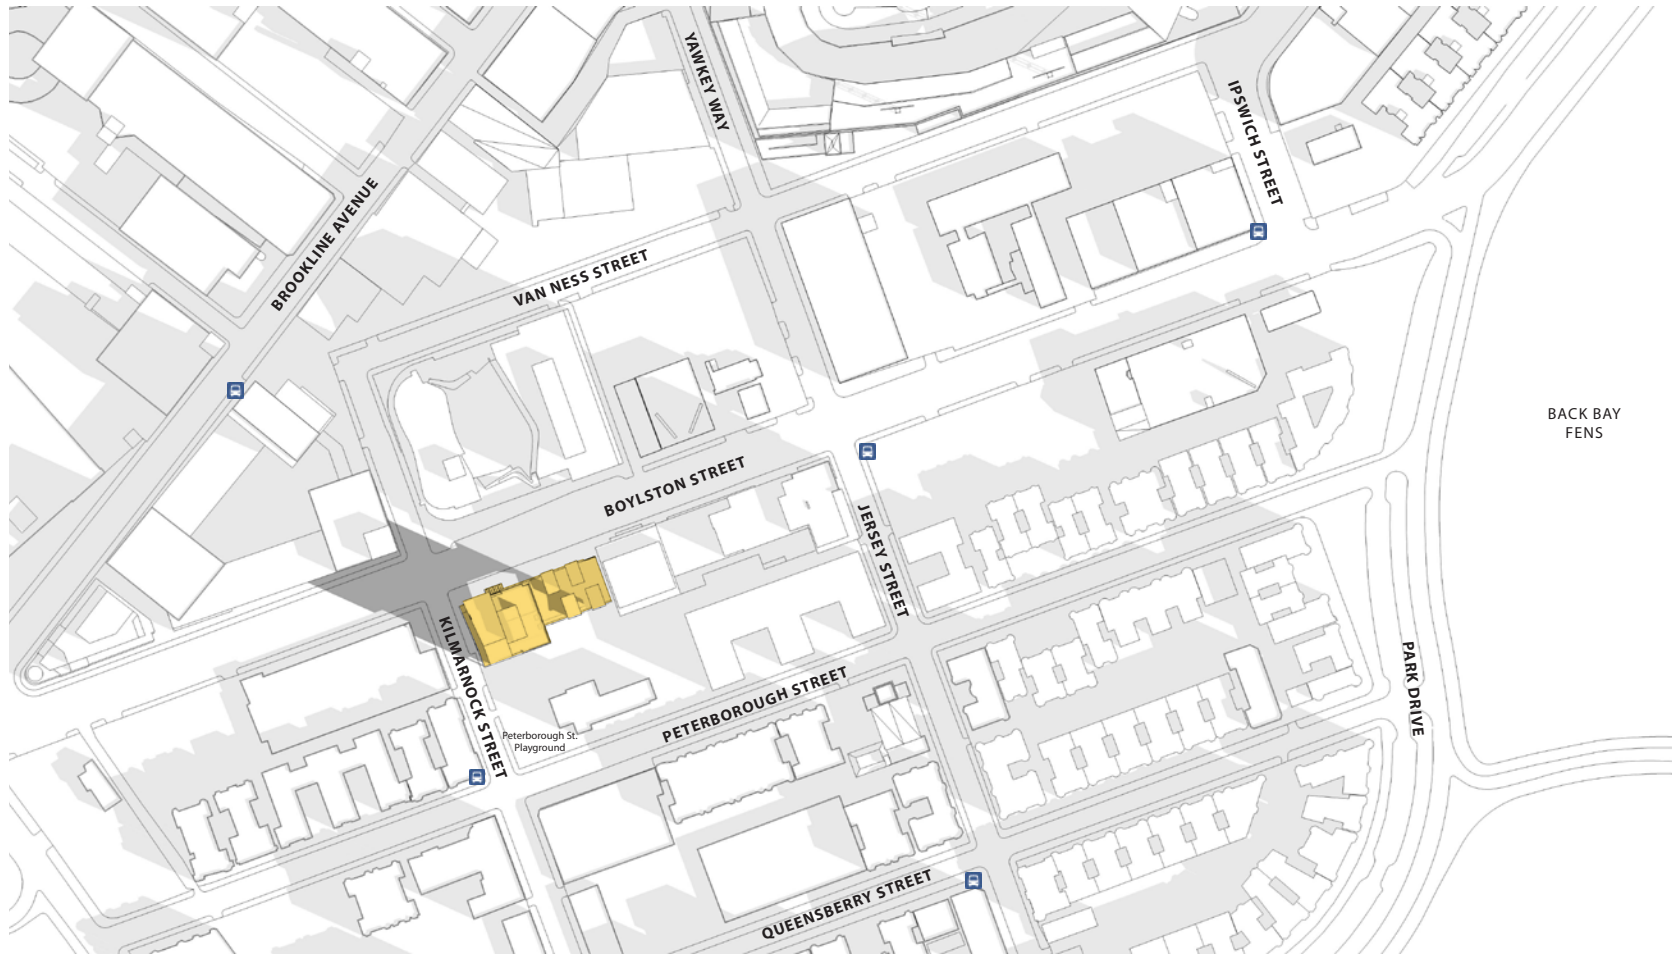 YAWKEY WAY
IPSWICH STREET
BROOKLINE AVENUE
VAN NESS STREET
BACK BAY
FENS
BOYLSTON STREET
JERSEY STREET
KILMARNOCK STREET
PARK DRIVE
PETERBOROUGH STREET
Peterborough St.
Playground
QUEENSBERRY STREET